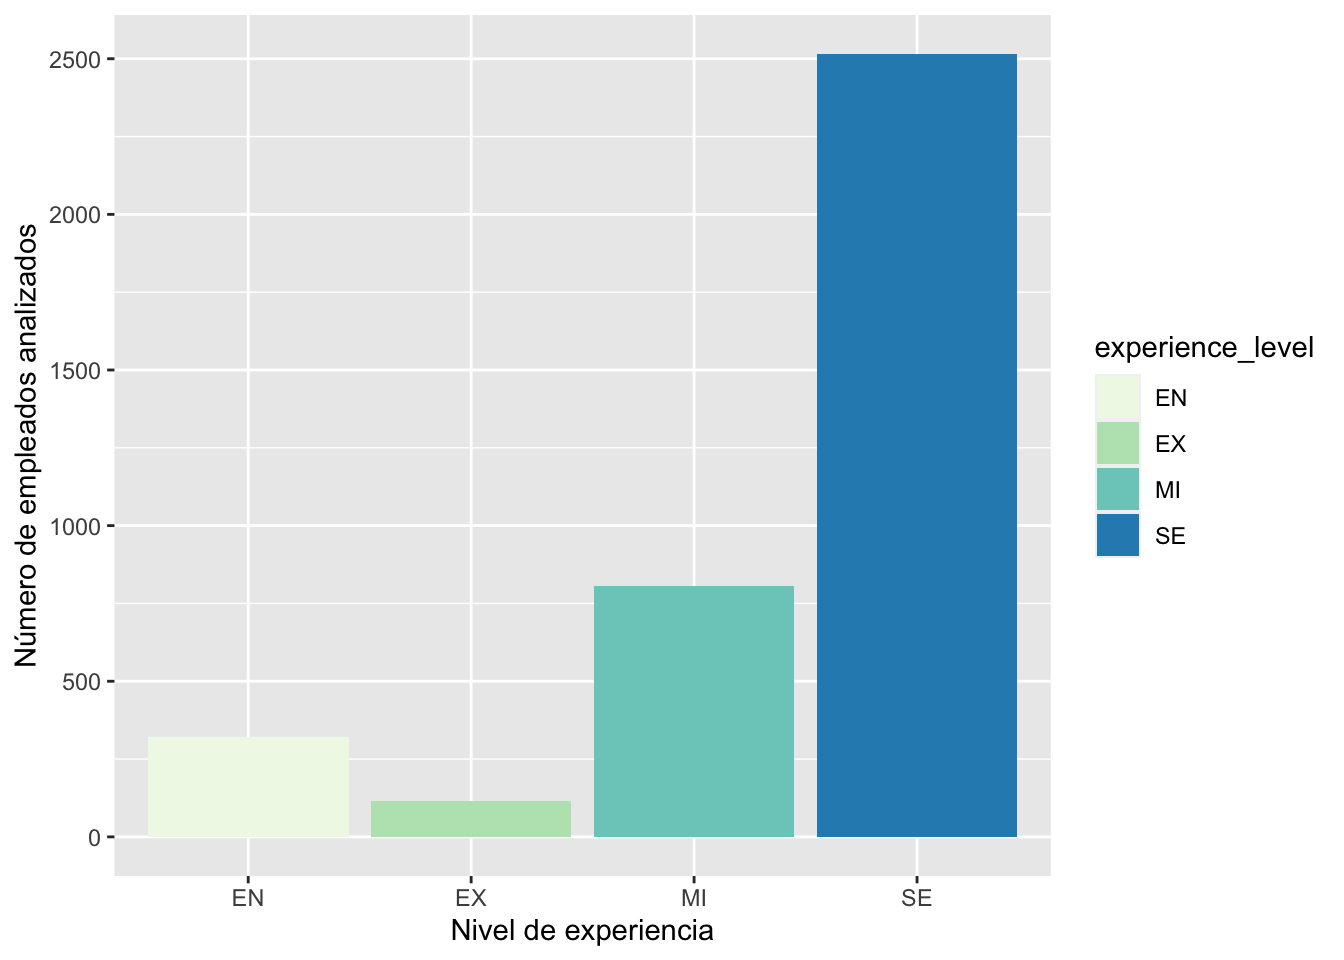 Número de empleados analizados
2500
2000
1500
1000
500
0
EN
EX
MI
SE
Nivel de experiencia
experience_level
EN
EX
MI
SE